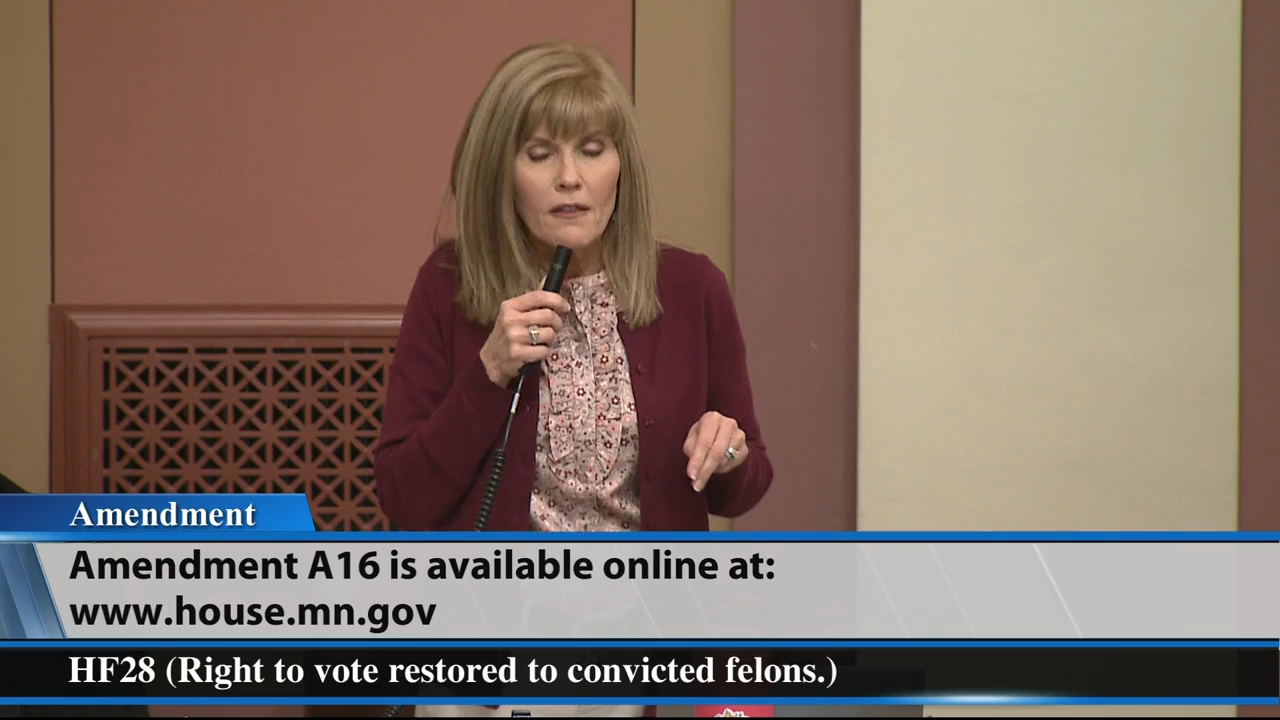 Amendment
Amendment A16 is available online at:
www.house.mn.gov
HF28 (Right to vote restored to convicted felons.)